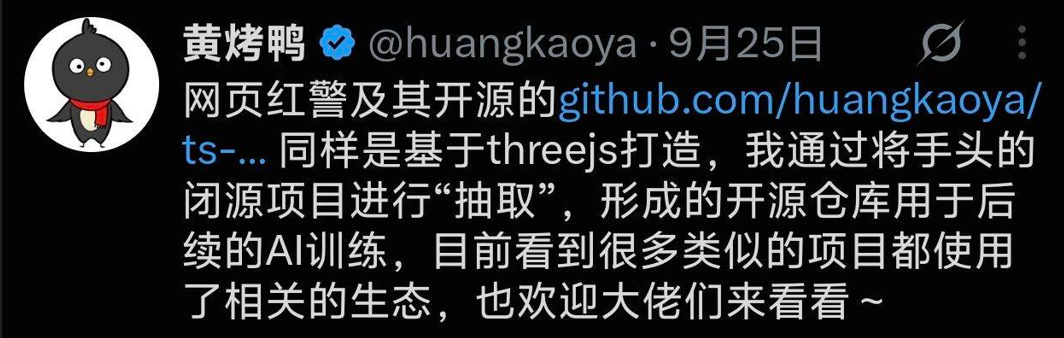 黄烤鸭 @huangkaoya · 9月25日
网页红警及其开源的github.com/huangkaoya/
ts-... 同样是基于threejs打造，我通过将手头的
闭源项目进行“抽取”，形成的开源仓库用于后
续的AI训练，目前看到很多类似的项目都使用
了相关的生态，也欢迎大佬们来看看～